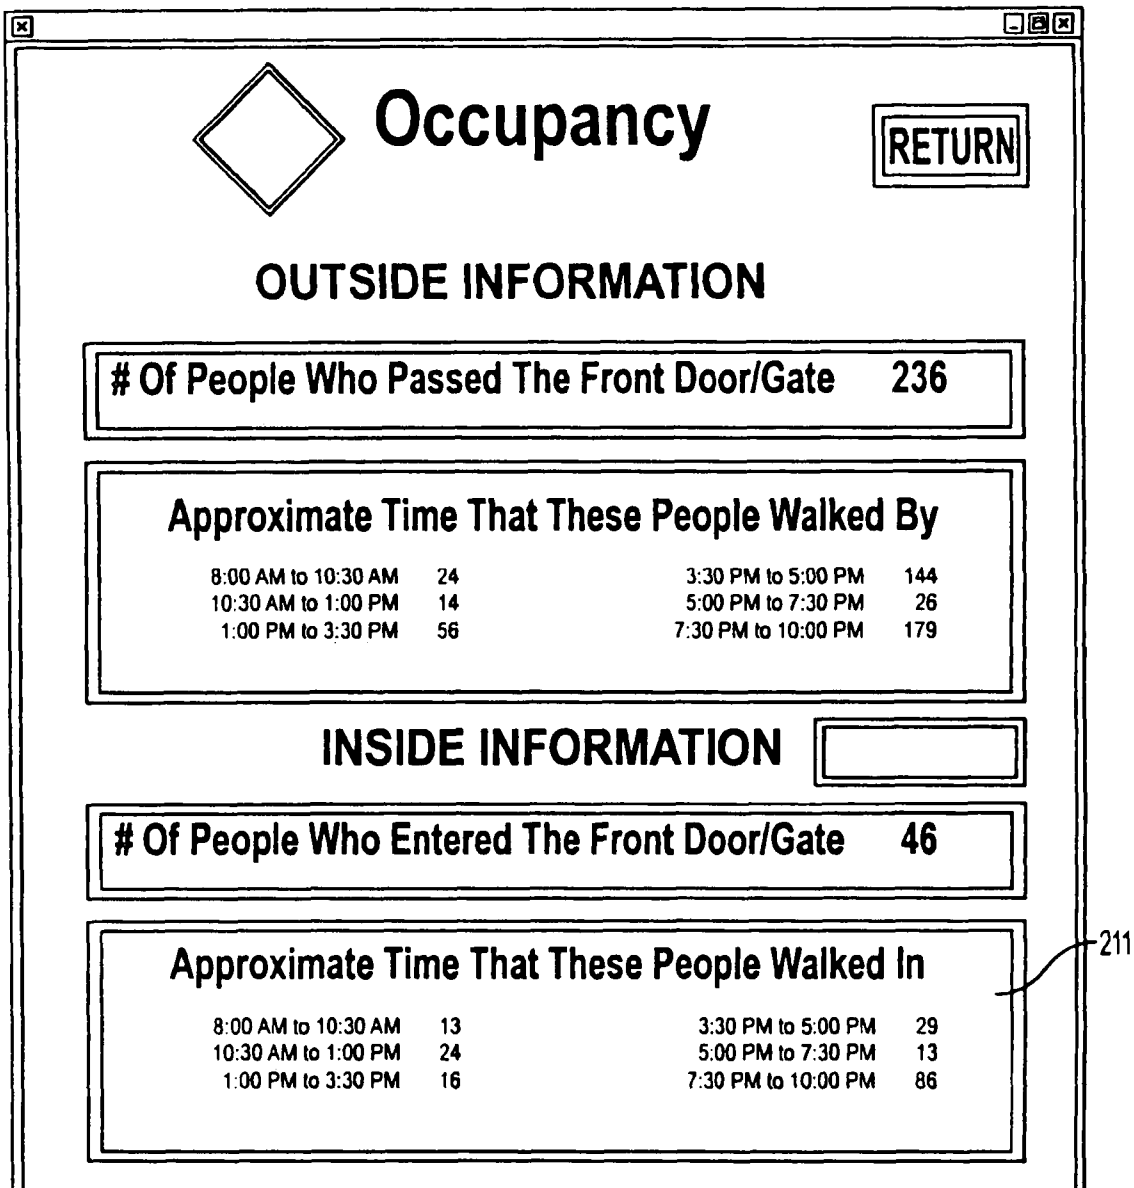 Occupancy
RETURN
OUTSIDE INFORMATION
# Of People Who Passed The Front Door/Gate 236
Approximate Time That These People Walked By
8:00 AM to 10:30 AM 24 3:30 PM to 5:00 PM 144
10:30 AM to 1:00 PM 14 5:00 PM to 7:30 PM 26
1:00 PM to 3:30 PM 56 7:30 PM to 10:00 PM 179
INSIDE INFORMATION
# Of People Who Entered The Front Door/Gate 46
Approximate Time That These People Walked In
211
8:00 AM to 10:30 AM 13 3:30 PM to 5:00 PM 29
10:30 AM to 1:00 PM 24 5:00 PM to 7:30 PM 13
1:00 PM to 3:30 PM 16 7:30 PM to 10:00 PM 86